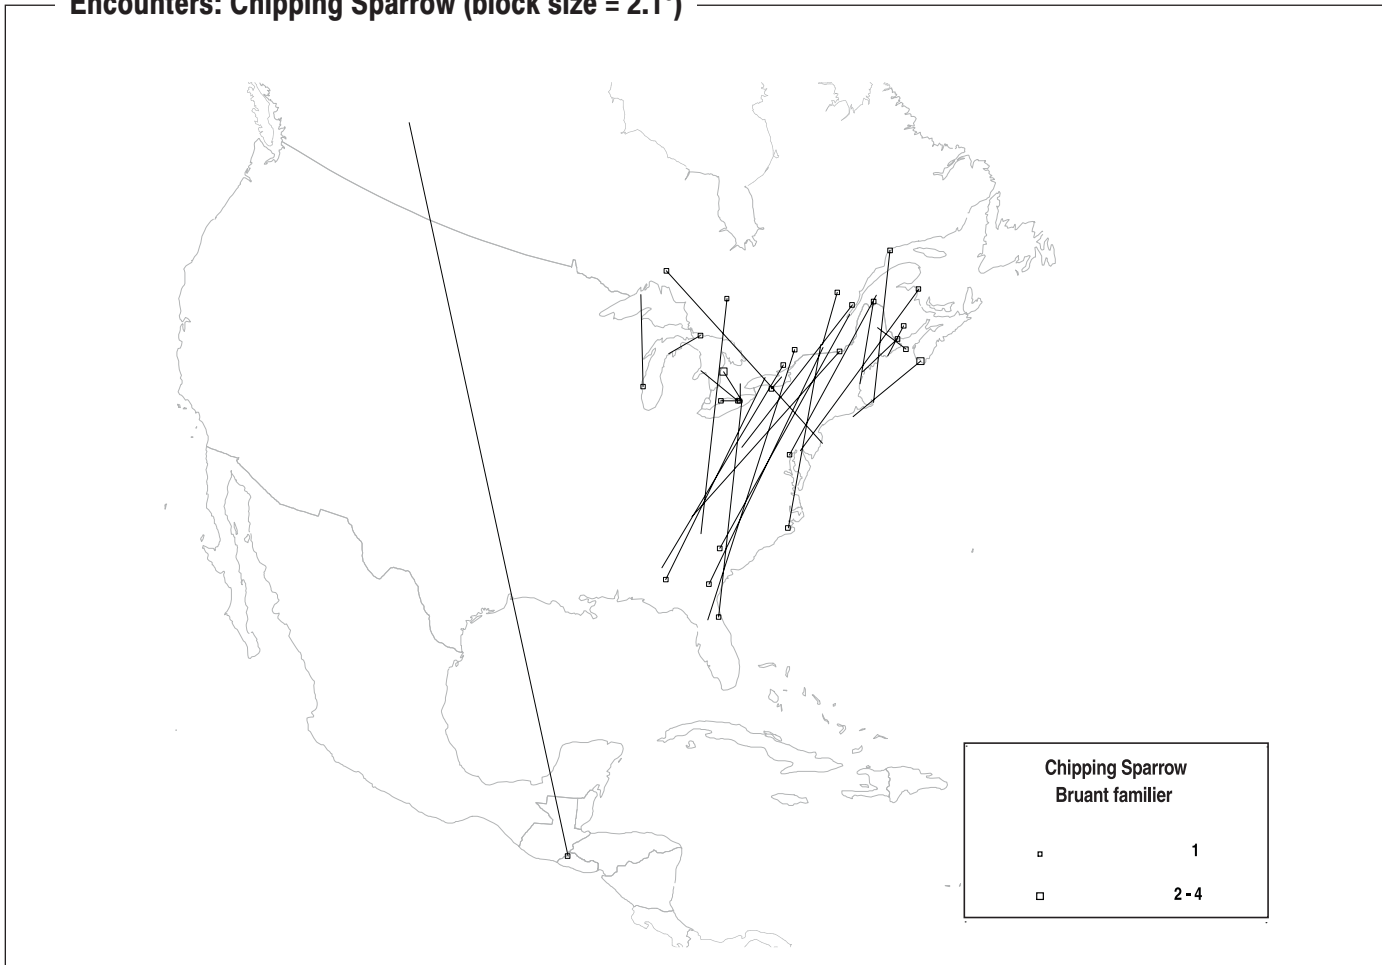 Encounters: Chipping Sparrow (block size = 2.1°)
Chipping Sparrow
Bruant familier
1
2 - 4